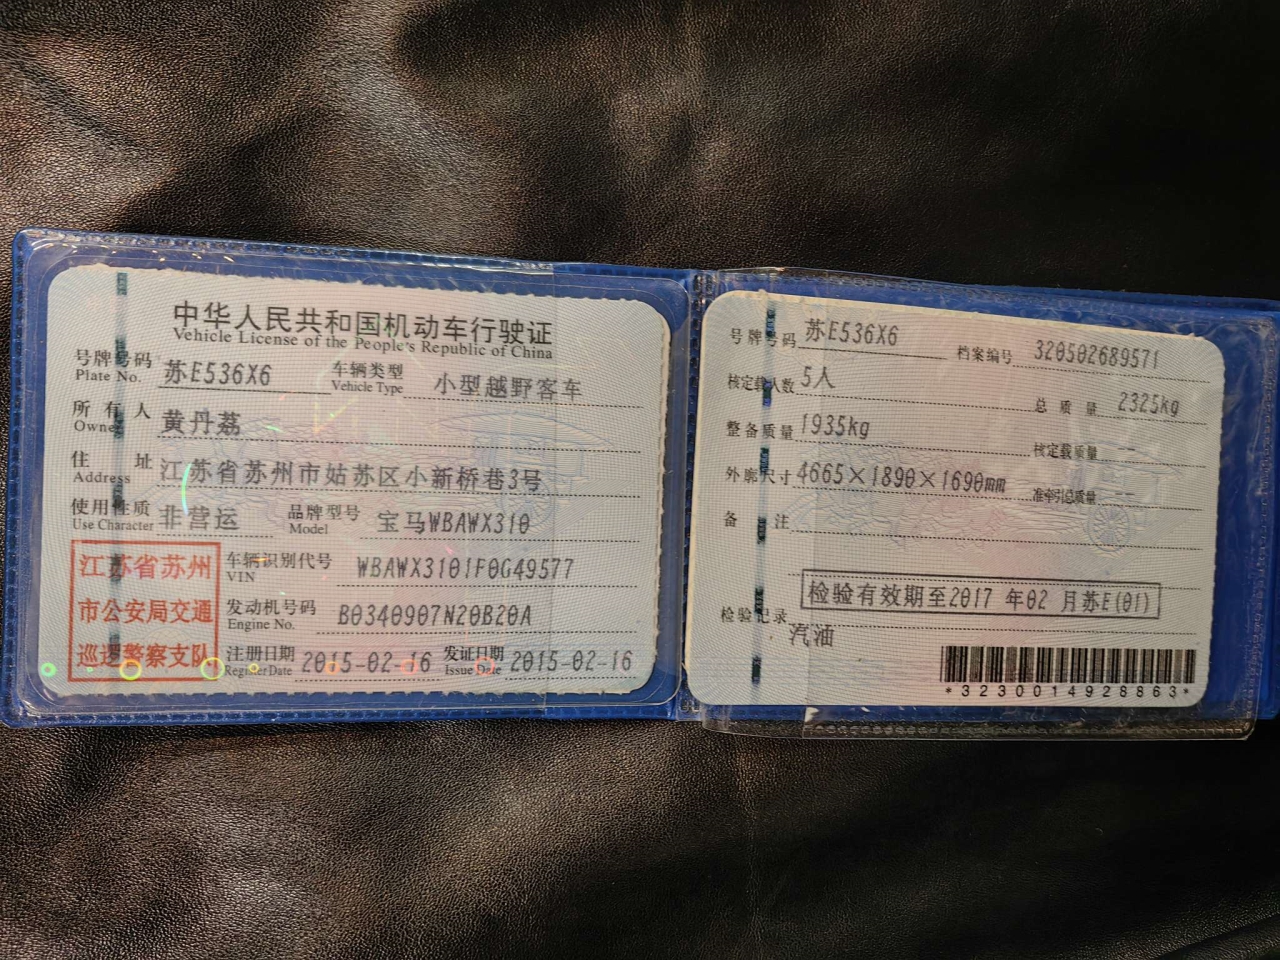 中华人民共和国机动车行驶证
Vehicle License of the People's Republic of China
号牌号码 苏E536X6 车辆类型 小型越野客车
Plate No. Vehicle Type
所有人 黄丹荔
Owner
住址 江苏省苏州市姑苏区小新桥巷3号
Address
使用性质 非营运 品牌型号 宝马WBAWX310
Use Character Model
江苏省苏州
市公安局交通
巡逻警察支队
车辆识别代号 WBAWX3101F0G49577
VIN
发动机号码 B0340907N20B20A
Engine No.
注册日期 2015-02-16 发证日期 2015-02-16
Register Date Issue Date
号牌号码 苏E536X6 档案编号 320502689571
核定载人数 5人 总质量 2325kg
整备质量 1935kg 核定载质量 --
外廓尺寸 4665×1890×1690mm 准牵引总质量 --
备注
检验有效期至2017年02月苏E(01)
检验记录
汽油
*3230014928863*